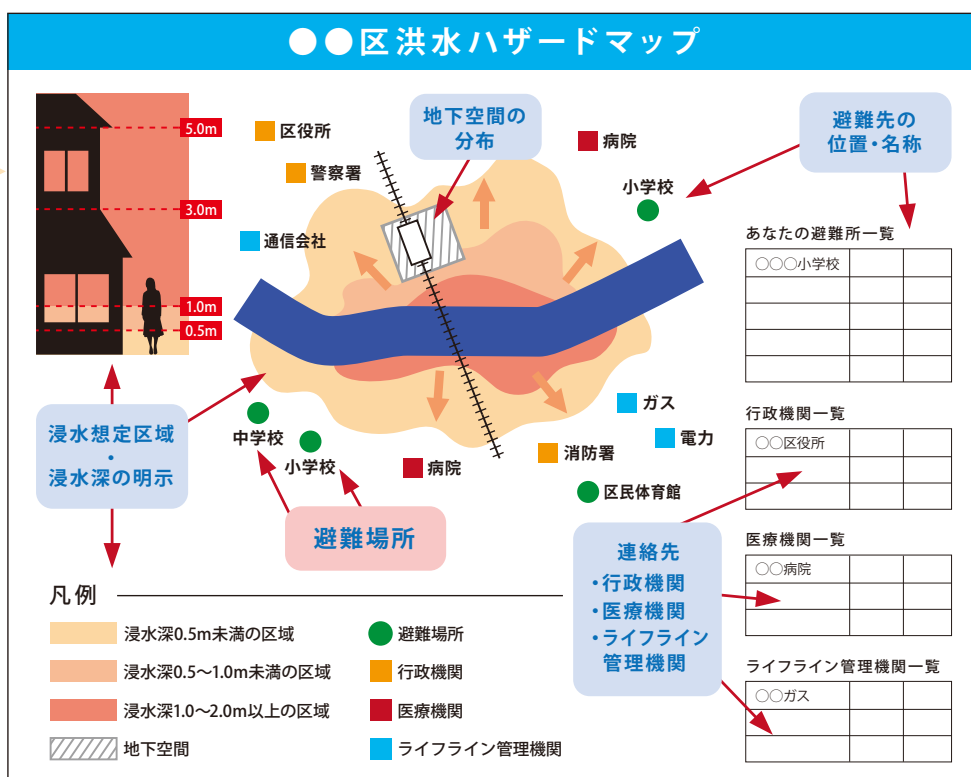 ●●区洪水ハザードマップ
5.0m
3.0m
1.0m
0.5m
区役所
警察署
通信会社
地下空間の
分布
病院
小学校
避難先の
位置・名称
あなたの避難所一覧
○○○小学校
浸水想定区域
・
浸水深の明示
中学校
小学校
病院
消防署
ガス
電力
区民体育館
避難場所
行政機関一覧
○○区役所
連絡先
・行政機関
・医療機関
・ライフライン
管理機関
医療機関一覧
○○病院
ライフライン管理機関一覧
○○ガス
凡例
浸水深0.5m未満の区域
浸水深0.5〜1.0m未満の区域
浸水深1.0〜2.0m以上の区域
地下空間
避難場所
行政機関
医療機関
ライフライン管理機関